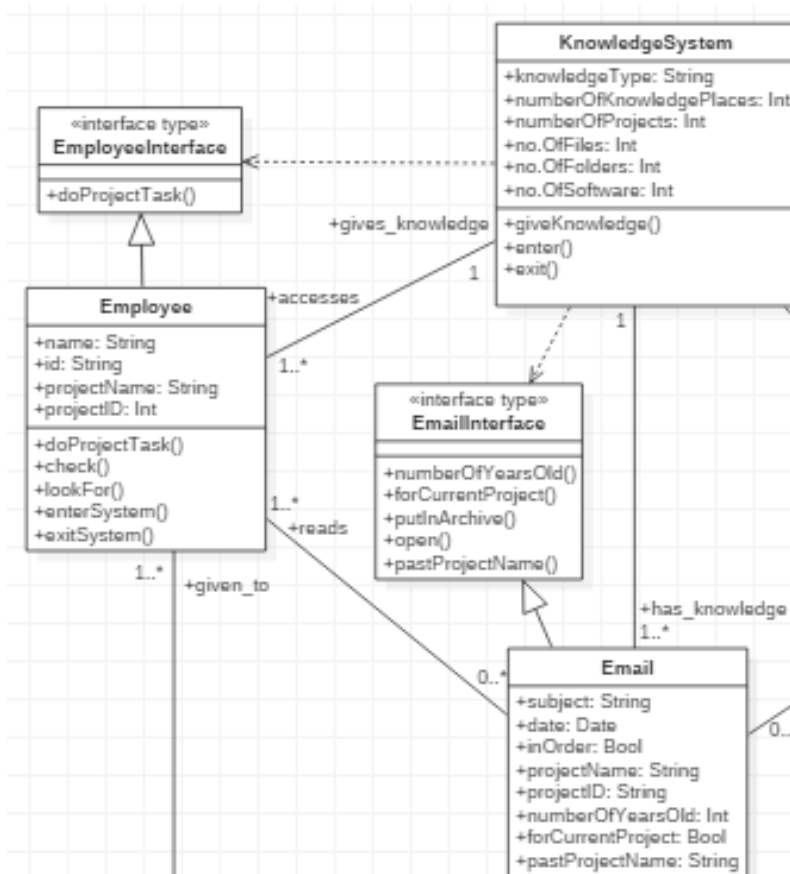 KnowledgeSystem
+knowledgeType: String
+numberOfKnowledgePlaces: Int
+numberOfProjects: Int
+no.OfFiles: Int
+no.OfFolders: Int
+no.OfSoftware: Int
+giveKnowledge()
+enter()
+exit()
«interface type»
EmployeeInterface
+doProjectTask()
+gives_knowledge
1
+accesses
1..*
Employee
+name: String
+id: String
+projectName: String
+projectID: Int
+doProjectTask()
+check()
+lookFor()
+enterSystem()
+exitSystem()
1
«interface type»
EmailInterface
+numberOfYearsOld()
+forCurrentProject()
+putInArchive()
+open()
+pastProjectName()
1..*
+reads
1..*
+given_to
+has_knowledge
1..*
0..*
Email
+subject: String
+date: Date
+inOrder: Bool
+projectName: String
+projectID: String
+numberOfYearsOld: Int
+forCurrentProject: Bool
+pastProjectName: String
0..